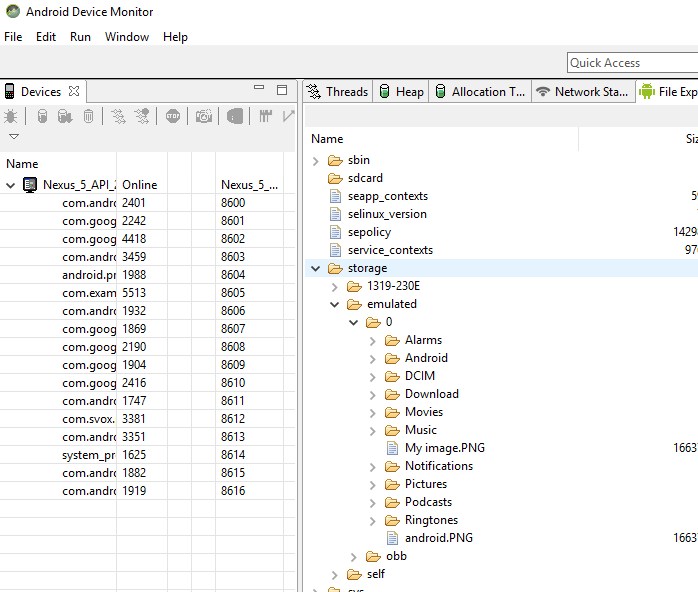 Android Device Monitor
File Edit Run Window Help
Quick Access
Devices
Name
Nexus_5_API_2 Online Nexus_5_...
com.andro 2401 8600
com.goog 2242 8601
com.goog 4418 8602
com.andro 3459 8603
android.pr 1988 8604
com.exam 5513 8605
com.andro 1932 8606
com.goog 1869 8607
com.goog 2190 8608
com.goog 1904 8609
com.goog 2416 8610
com.andro 1747 8611
com.svox. 3381 8612
com.andro 3351 8613
system_pr 1625 8614
com.andro 1882 8615
com.andro 1919 8616
Threads Heap Allocation T... Network Sta... File Exp
Name Siz
sbin
sdcard
seapp_contexts 59
selinux_version
sepolicy 1429
service_contexts 970
storage
1319-230E
emulated
0
Alarms
Android
DCIM
Download
Movies
Music
My image.PNG 1663
Notifications
Pictures
Podcasts
Ringtones
android.PNG 1663
obb
self
sys